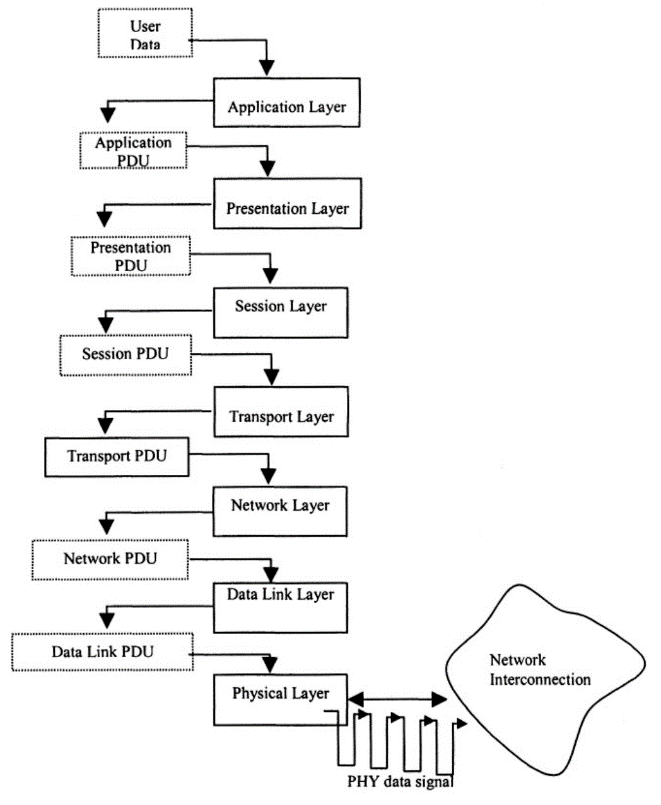 User
Data
Application Layer
Application
PDU
Presentation Layer
Presentation
PDU
Session Layer
Session PDU
Transport Layer
Transport PDU
Network Layer
Network PDU
Data Link Layer
Data Link PDU
Physical Layer
Network
Interconnection
PHY data signal